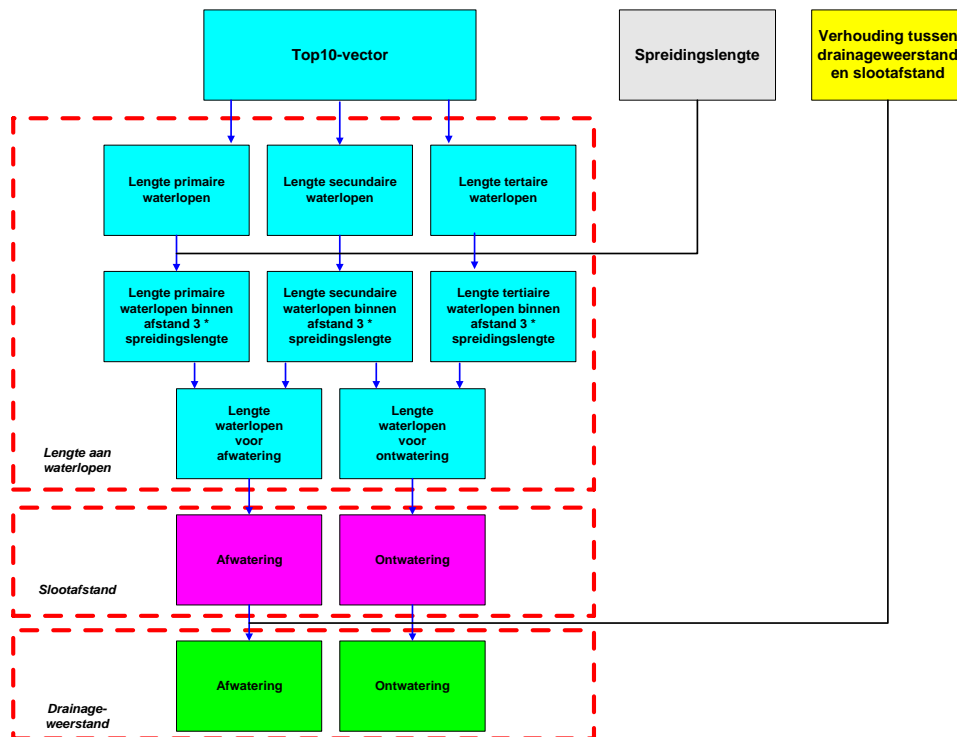 Top10-vector
Spreidingslengte
Verhouding tussen
drainageweerstand
en slootafstand
Lengte primaire
waterlopen
Lengte secundaire
waterlopen
Lengte tertaire
waterlopen
Lengte primaire
waterlopen binnen
afstand 3 *
spreidingslengte
Lengte secundaire
waterlopen binnen
afstand 3 *
spreidingslengte
Lengte tertiaire
waterlopen binnen
afstand 3 *
spreidingslengte
Lengte
waterlopen
voor
afwatering
Lengte
waterlopen
voor
ontwatering
Lengte aan
waterlopen
Afwatering
Ontwatering
Slootafstand
Afwatering
Ontwatering
Drainage-
weerstand